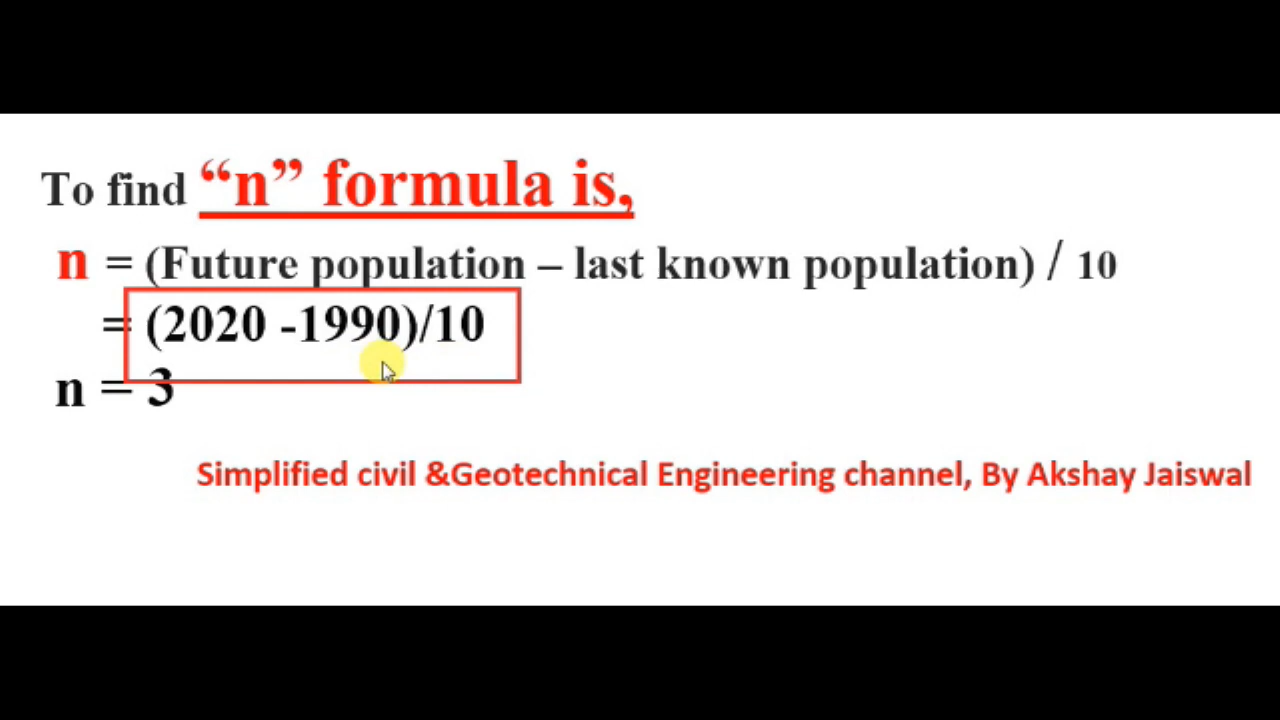 To find “n” formula is,
n = (Future population – last known population) / 10
= (2020 -1990)/10
n = 3
Simplified civil &Geotechnical Engineering channel, By Akshay Jaiswal